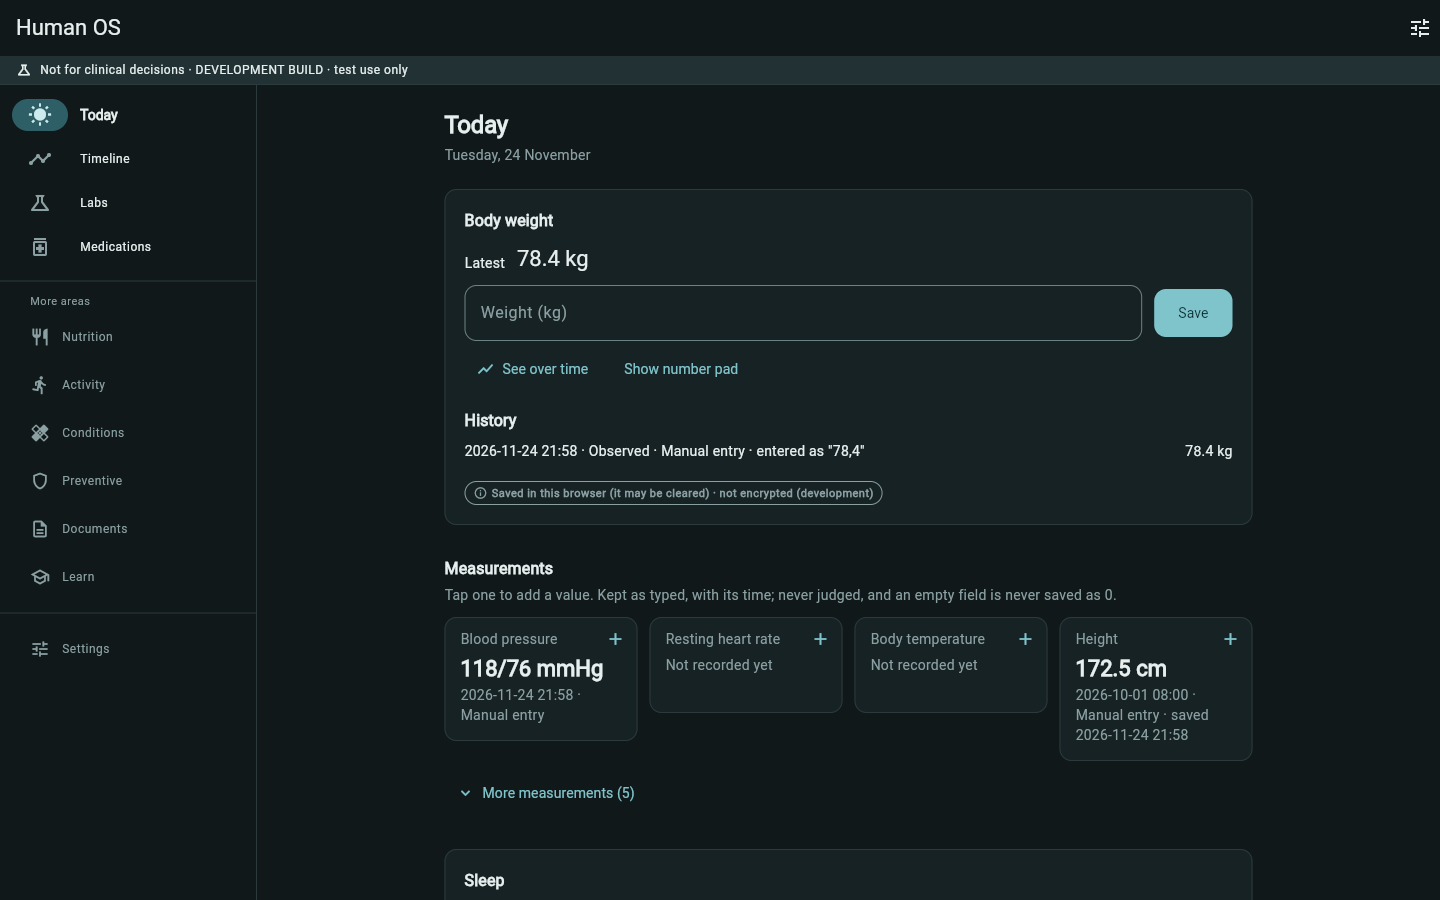 Human OS
Not for clinical decisions · DEVELOPMENT BUILD · test use only
Today
Timeline
Labs
Medications
More areas
Nutrition
Activity
Conditions
Preventive
Documents
Learn
Settings
Today
Tuesday, 24 November
Body weight
Latest 78.4 kg
Weight (kg)
Save
See over time
Show number pad
History
2026-11-24 21:58 · Observed · Manual entry · entered as "78,4"
78.4 kg
Saved in this browser (it may be cleared) · not encrypted (development)
Measurements
Tap one to add a value. Kept as typed, with its time; never judged, and an empty field is never saved as 0.
Blood pressure
118/76 mmHg
2026-11-24 21:58 ·
Manual entry
Resting heart rate
Not recorded yet
Body temperature
Not recorded yet
Height
172.5 cm
2026-10-01 08:00 ·
Manual entry · saved
2026-11-24 21:58
More measurements (5)
Sleep